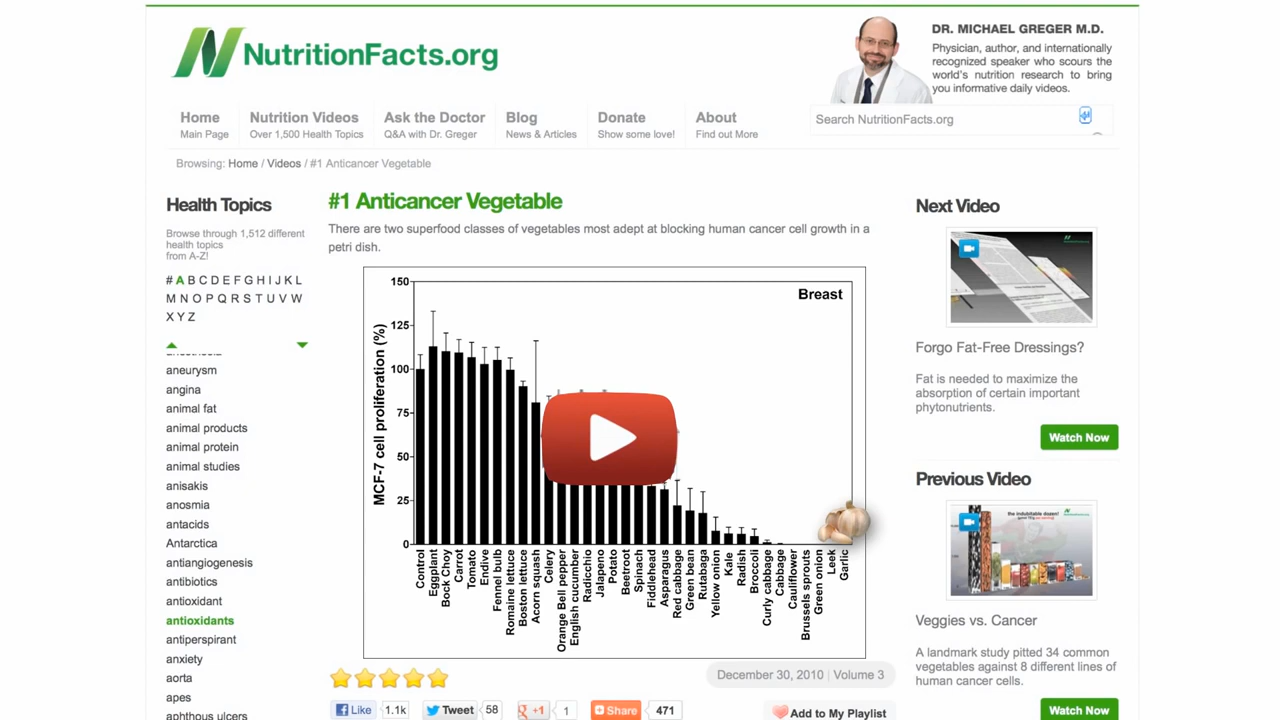 NutritionFacts.org
DR. MICHAEL GREGER M.D.
Physician, author, and internationally
recognized speaker who scours the
world's nutrition research to bring
you informative daily videos.
Home
Main Page
Nutrition Videos
Over 1,500 Health Topics
Ask the Doctor
Q&A with Dr. Greger
Blog
News & Articles
Donate
Show some love!
About
Find out More
Search NutritionFacts.org
Browsing: Home / Videos / #1 Anticancer Vegetable
Health Topics
Browse through 1,512 different
health topics
from A-Z!
# A B C D E F G H I J K L
M N O P Q R S T U V W
X Y Z
anesthesia
aneurysm
angina
animal fat
animal products
animal protein
animal studies
anisakis
anosmia
antacids
Antarctica
antiangiogenesis
antibiotics
antioxidant
antioxidants
antiperspirant
anxiety
aorta
apes
aphthous ulcers
#1 Anticancer Vegetable
There are two superfood classes of vegetables most adept at blocking human cancer cell growth in a
petri dish.
Breast
MCF-7 cell proliferation (%)
150
125
100
75
50
25
0
Control
Eggplant
Bock Choy
Carrot
Tomato
Endive
Fennel bulb
Romaine lettuce
Boston lettuce
Acorn squash
Celery
Orange Bell pepper
English cucumber
Radicchio
Jalapeno
Potato
Beetroot
Spinach
Fiddlehead
Asparagus
Red cabbage
Green bean
Rutabaga
Yellow onion
Kale
Radish
Broccoli
Curly cabbage
Cabbage
Cauliflower
Brussels sprouts
Green onion
Leek
Garlic
December 30, 2010 | Volume 3
Like 1.1k
Tweet 58
+1 1
Share 471
Add to My Playlist
Next Video
Forgo Fat-Free Dressings?
Fat is needed to maximize the
absorption of certain important
phytonutrients.
Watch Now
Previous Video
the indubitable dozen!
Veggies vs. Cancer
A landmark study pitted 34 common
vegetables against 8 different lines of
human cancer cells.
Watch Now